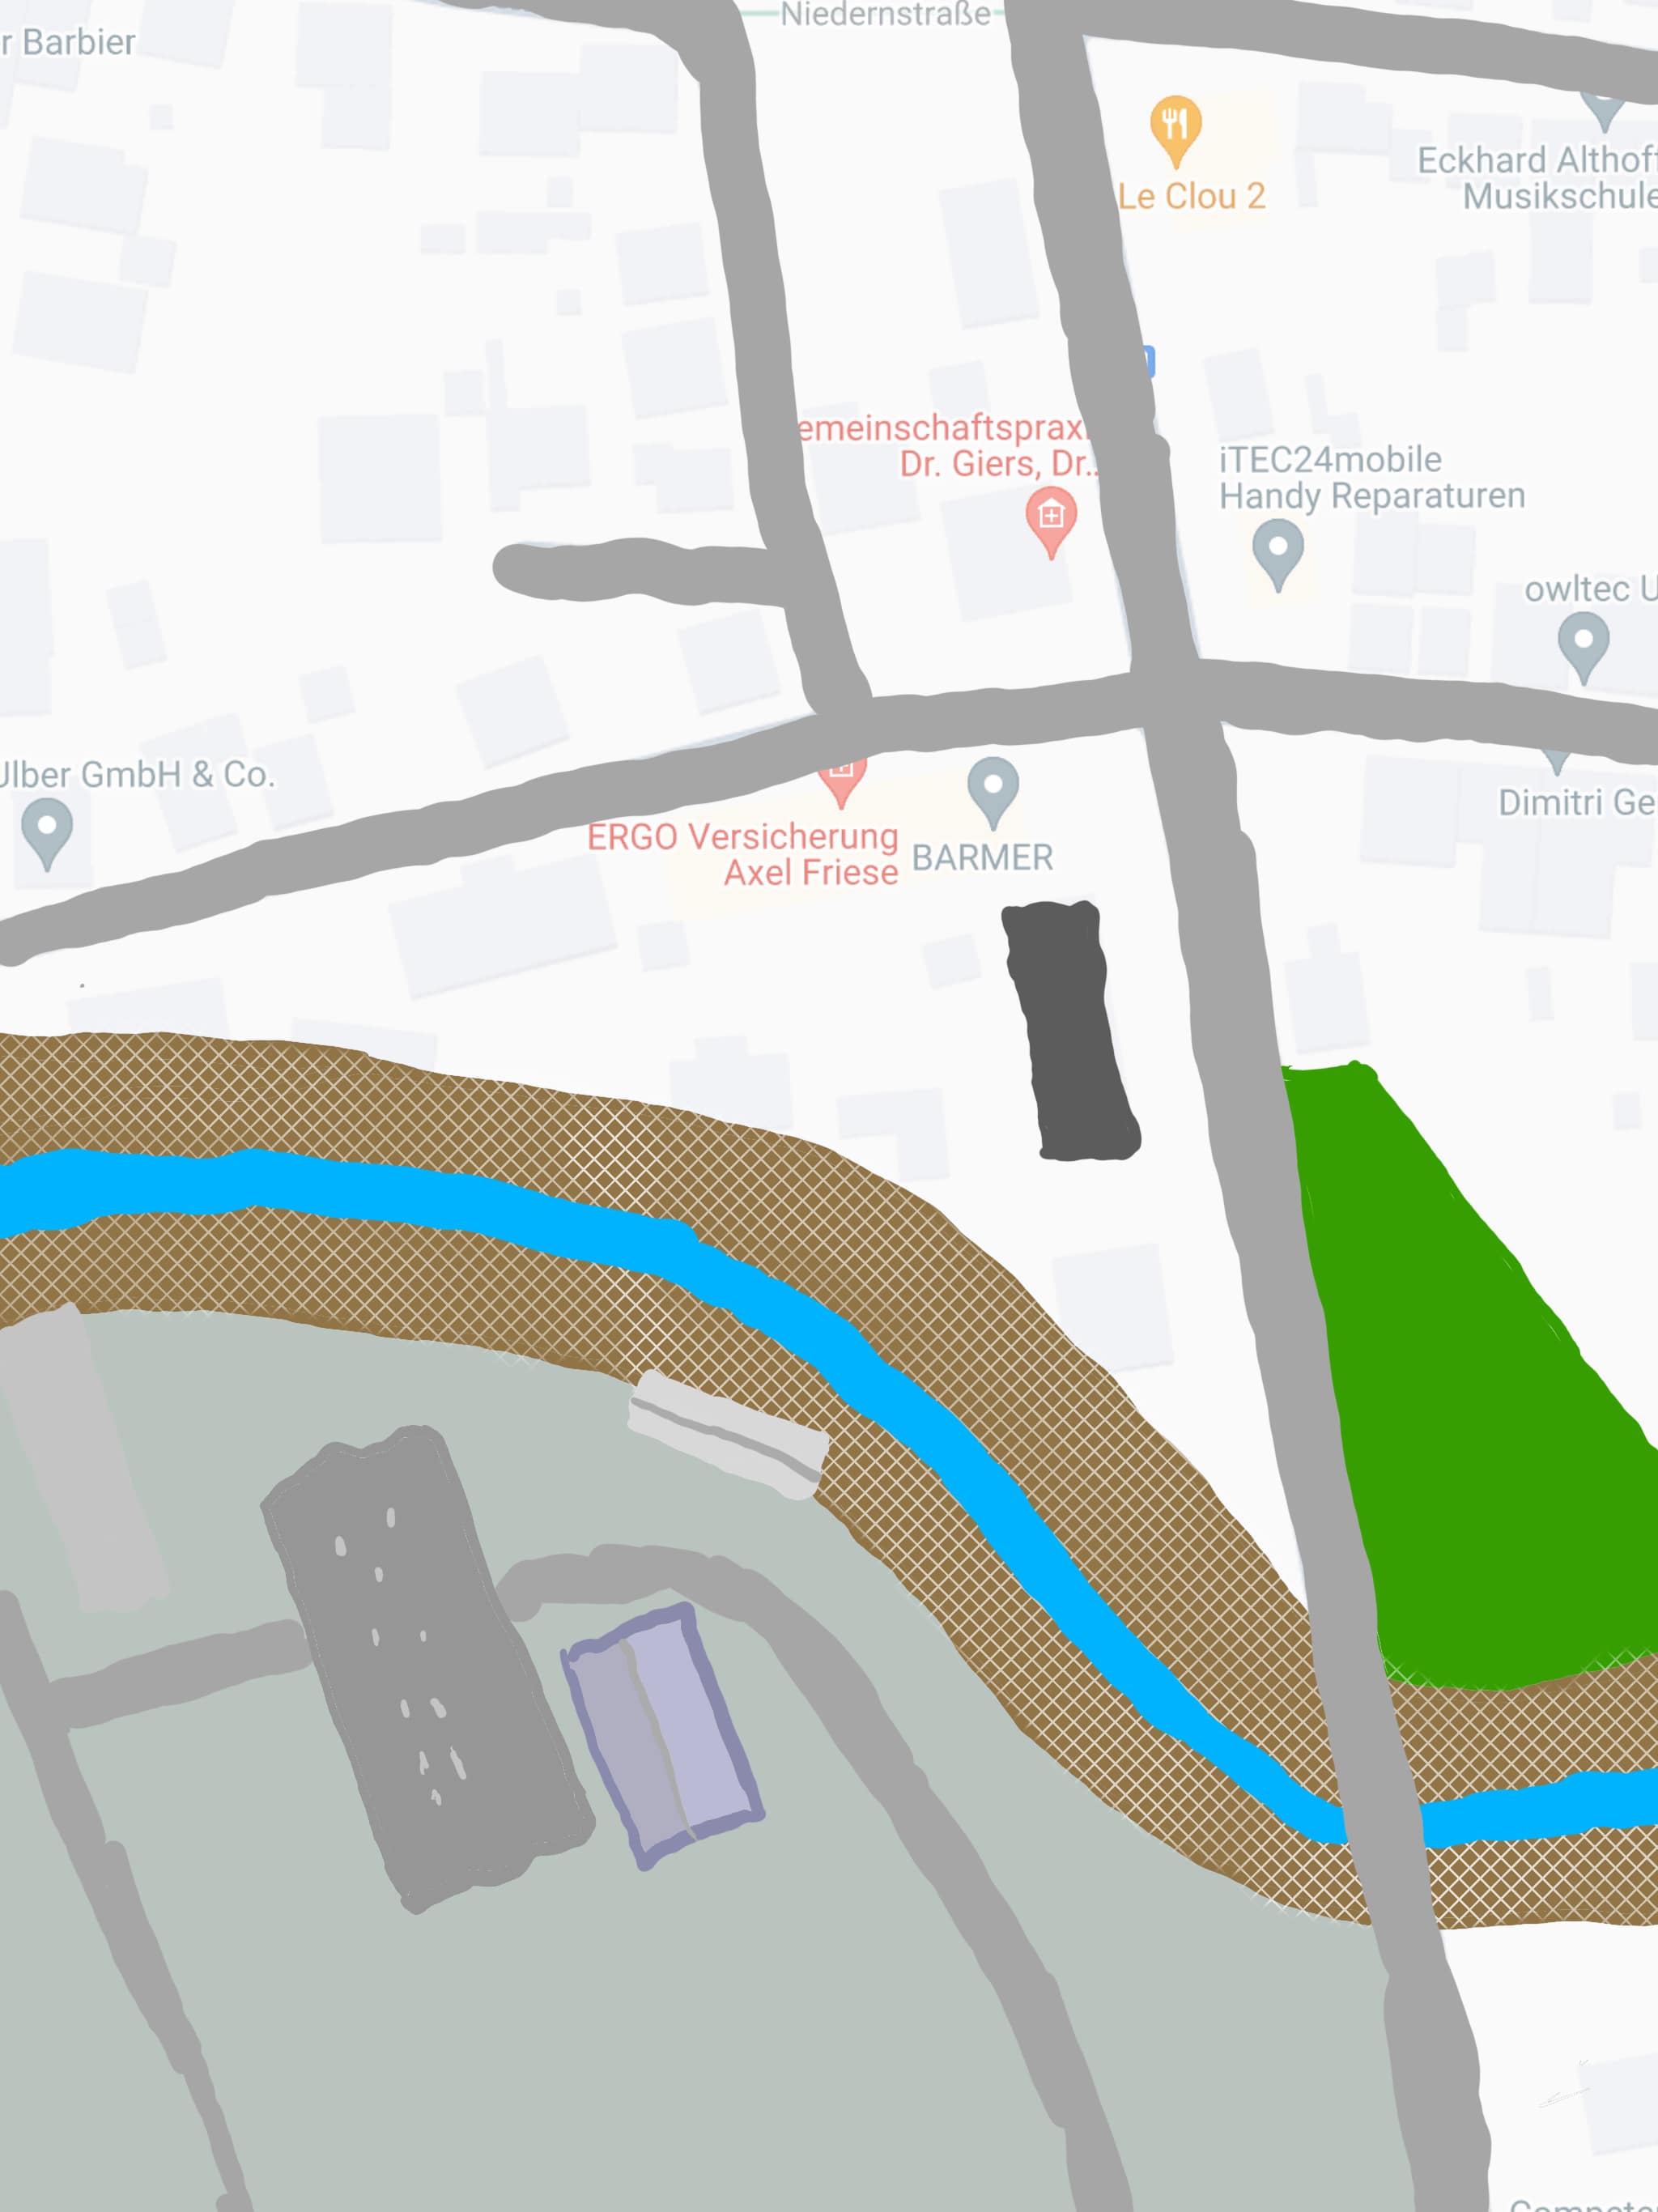 Niedernstraße
r Barbier
Le Clou 2
Eckhard Althoff
Musikschule
emeinschaftspraxi
Dr. Giers, Dr..
iTEC24mobile
Handy Reparaturen
owltec U
Ulber GmbH & Co.
Dimitri Ge
ERGO Versicherung
Axel Friese
BARMER